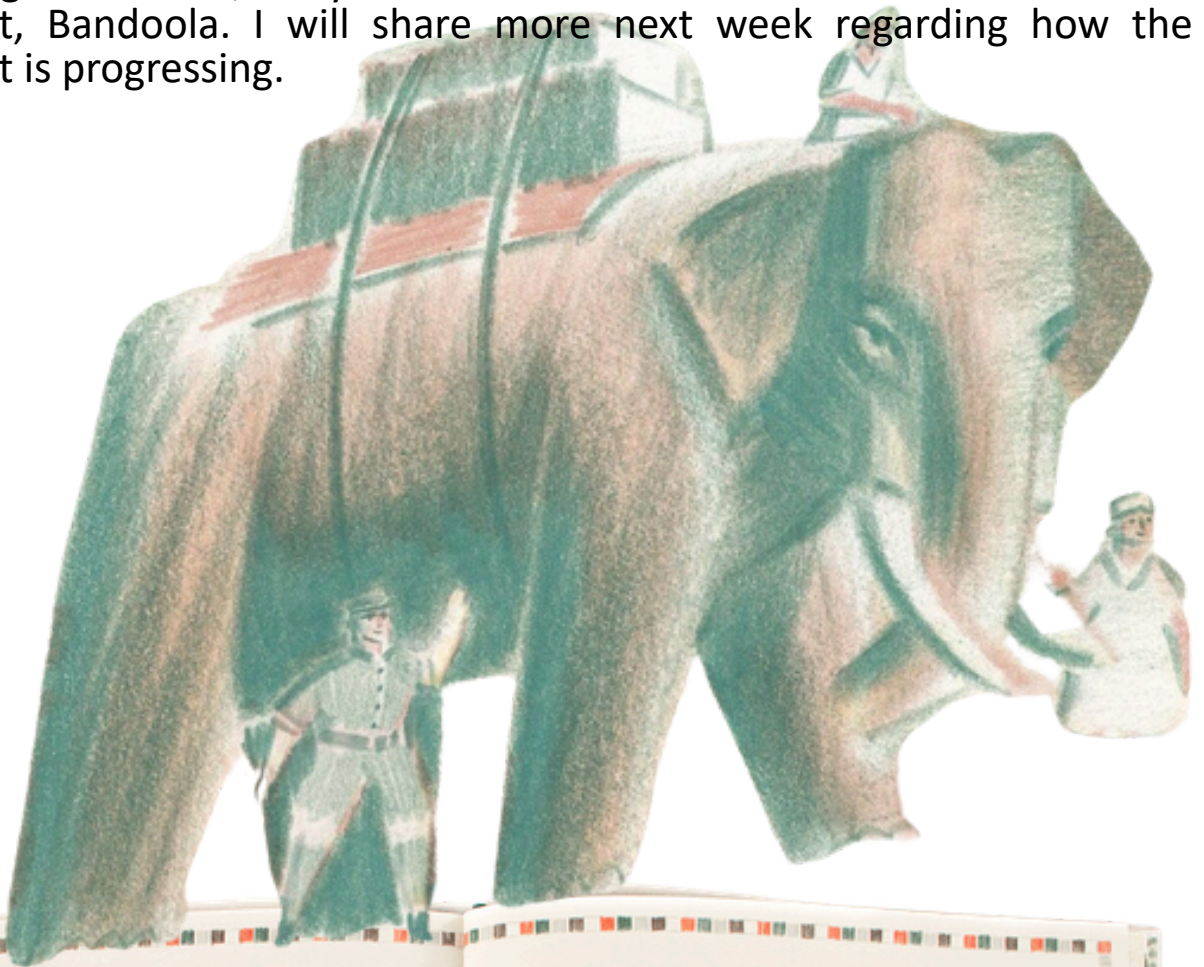 t, Bandoola. I will share more next week regarding how the
t is progressing.